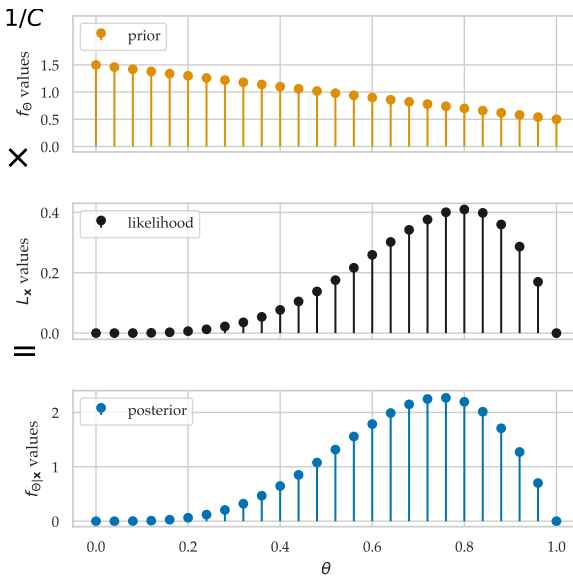 1/C
prior
f_Θ values
1.5
1.0
0.5
0.0
×
likelihood
L_𝐱 values
0.4
0.2
0.0
=
posterior
f_Θ|𝐱 values
2
1
0
0.0 0.2 0.4 0.6 0.8 1.0
θ